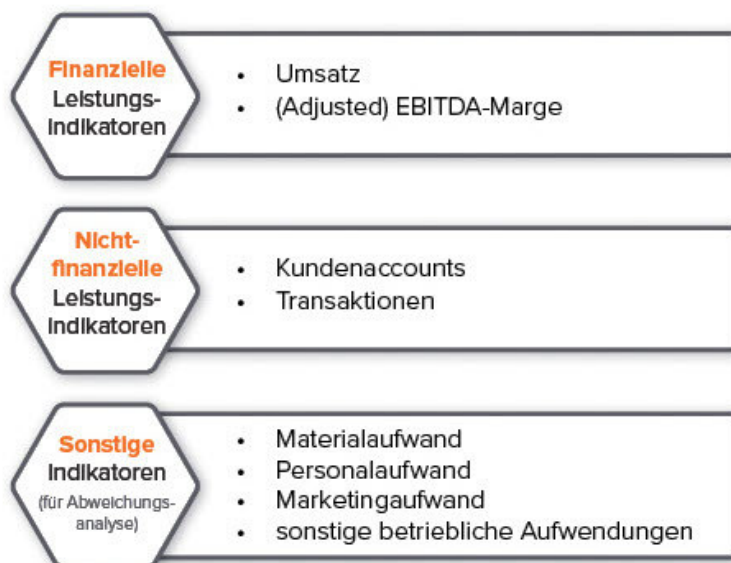 Finanzielle
Leistungs-
indikatoren
• Umsatz
• (Adjusted) EBITDA-Marge
Nicht-
finanzielle
Leistungs-
indikatoren
• Kundenaccounts
• Transaktionen
Sonstige
Indikatoren
(für Abweichungs-
analyse)
• Materialaufwand
• Personalaufwand
• Marketingaufwand
• sonstige betriebliche Aufwendungen